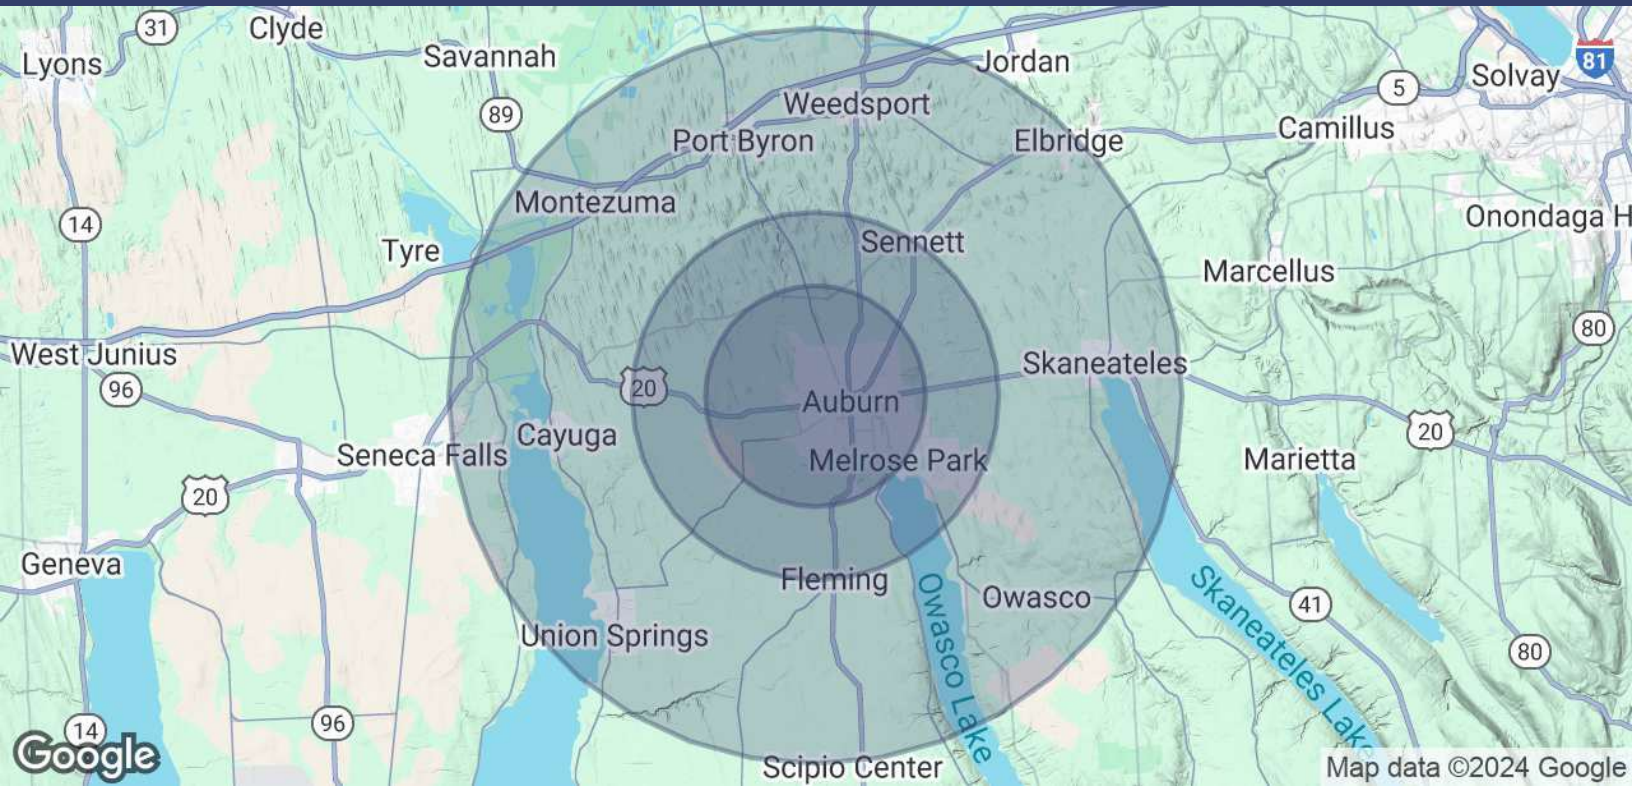 31
Clyde
Lyons
Savannah
Jordan
81
Solvay
5
89
Weedsport
Camillus
Port Byron
Elbridge
Montezuma
14
Onondaga H
Tyre
Sennett
Marcellus
80
West Junius
Skaneateles
96
20
Auburn
20
Cayuga
Seneca Falls
Melrose Park
Marietta
20
Geneva
Fleming
Owasco
41
Union Springs
Owasco Lake
Skaneateles Lake
80
96
14
Google
Scipio Center
Map data ©2024 Google